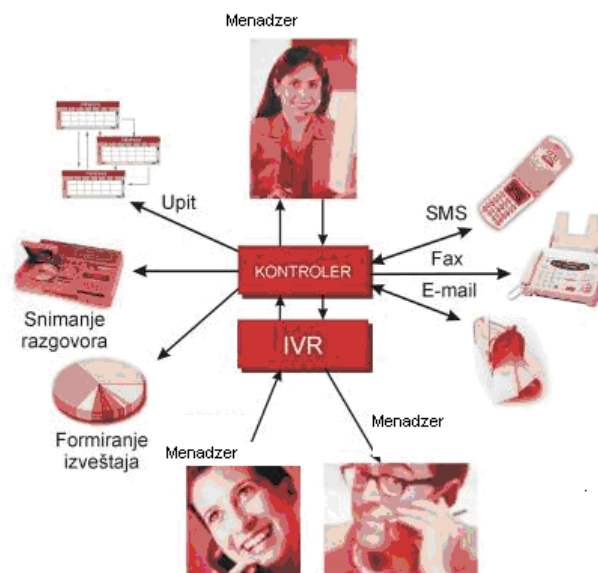 Menadzer
Upit
SMS
KONTROLER
Fax
E-mail
Snimanje
razgovora
IVR
Formiranje
izveštaja
Menadzer
Menadzer